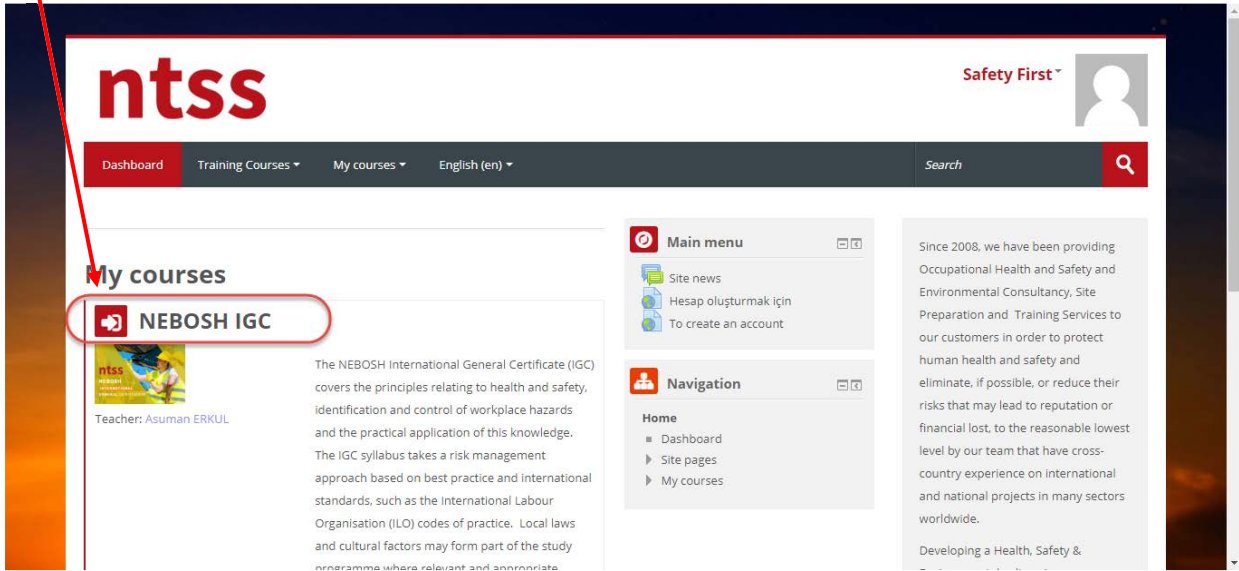 ntss
Safety First
Dashboard
Training Courses
My courses
English (en)
Search
My courses
NEBOSH IGC
ntss
NEBOSH
Teacher: Asuman ERKUL
The NEBOSH International General Certificate (IGC)
covers the principles relating to health and safety,
identification and control of workplace hazards
and the practical application of this knowledge.
The IGC syllabus takes a risk management
approach based on best practice and international
standards, such as the International Labour
Organisation (ILO) codes of practice. Local laws
and cultural factors may form part of the study
programme where relevant and appropriate
Main menu
Site news
Hesap oluşturmak için
To create an account
Navigation
Home
Dashboard
Site pages
My courses
Since 2008, we have been providing
Occupational Health and Safety and
Environmental Consultancy, Site
Preparation and Training Services to
our customers in order to protect
human health and safety and
eliminate, if possible, or reduce their
risks that may lead to reputation or
financial lost, to the reasonable lowest
level by our team that have cross-
country experience on international
and national projects in many sectors
worldwide.
Developing a Health, Safety &